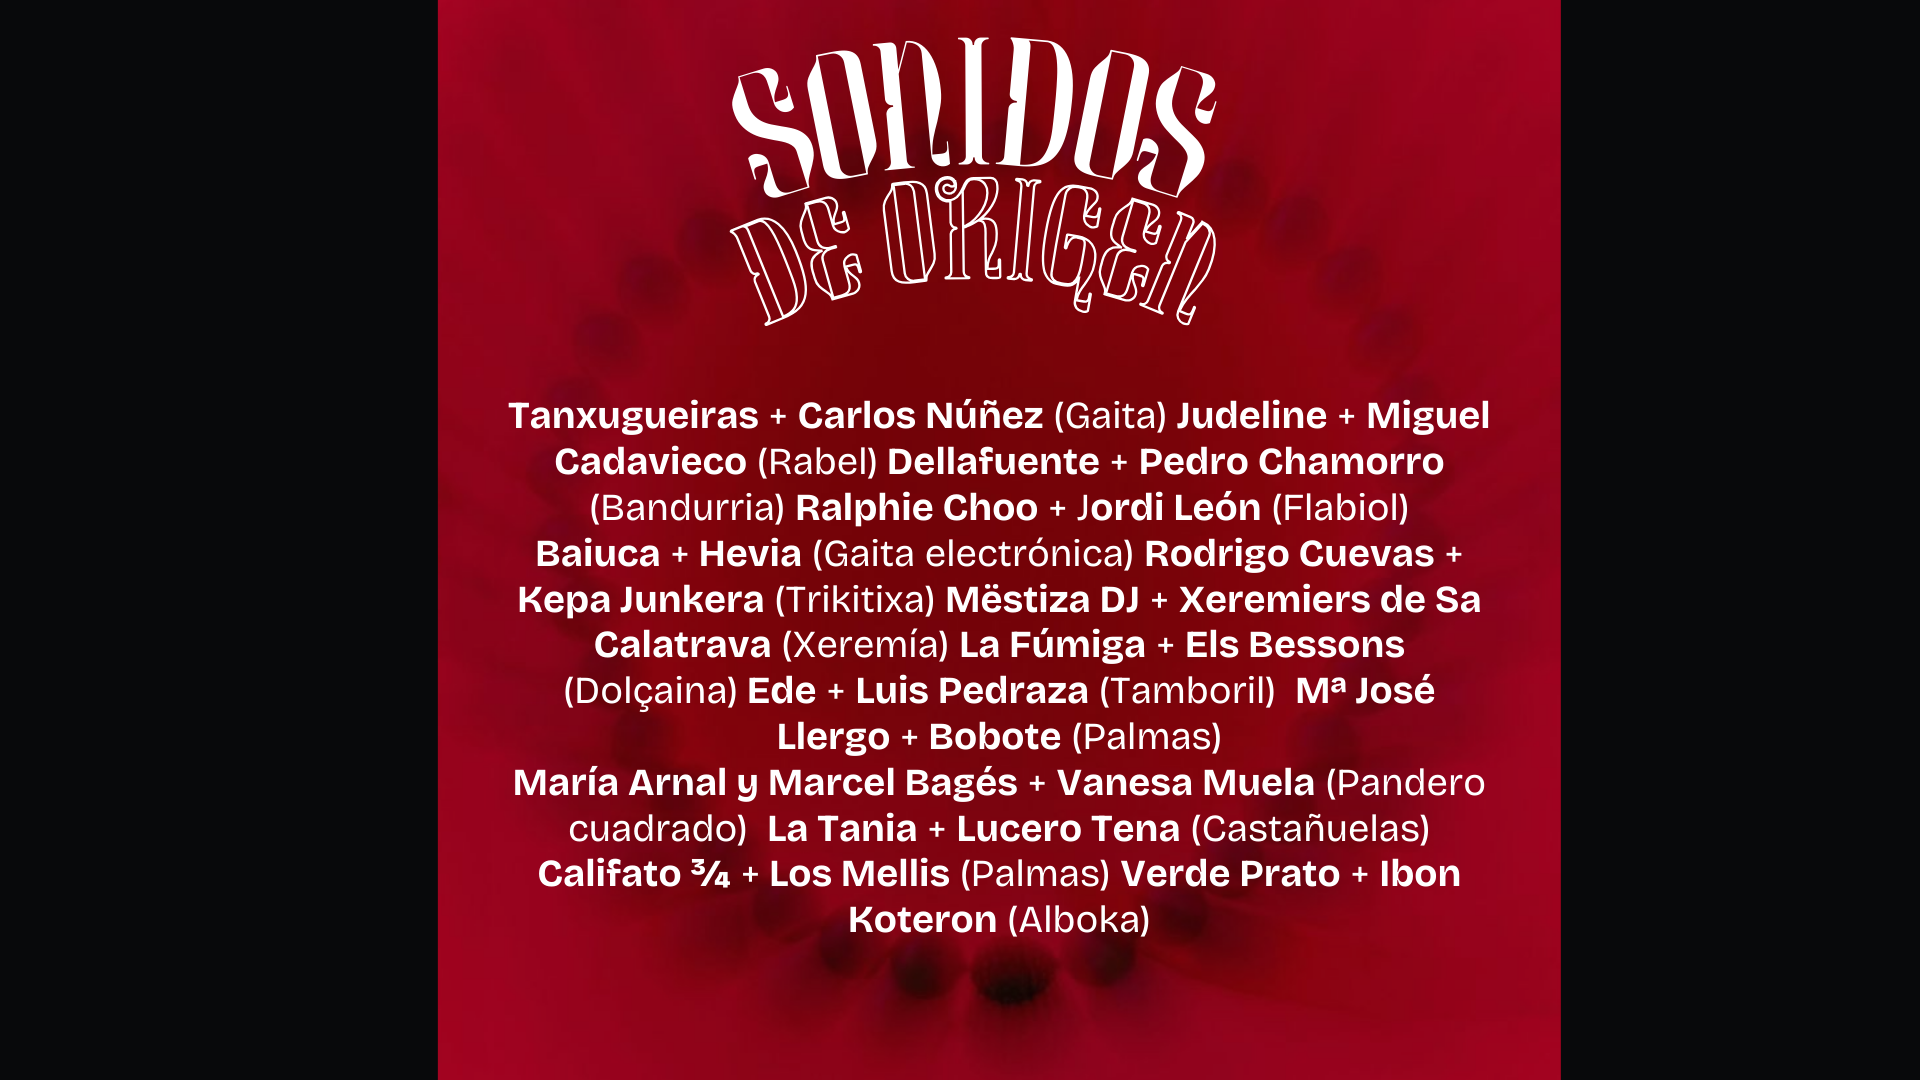 SONIDOS
DE ORIGEN
Tanxugueiras + Carlos Núñez (Gaita) Judeline + Miguel
Cadavieco (Rabel) Dellafuente + Pedro Chamorro
(Bandurria) Ralphie Choo + Jordi León (Flabiol)
Baiuca + Hevia (Gaita electrónica) Rodrigo Cuevas +
Kepa Junkera (Trikitixa) Mëstiza DJ + Xeremiers de Sa
Calatrava (Xeremía) La Fúmiga + Els Bessons
(Dolçaina) Ede + Luis Pedraza (Tamboril) Mª José
Llergo + Bobote (Palmas)
María Arnal y Marcel Bagés + Vanesa Muela (Pandero
cuadrado) La Tania + Lucero Tena (Castañuelas)
Califato ¾ + Los Mellis (Palmas) Verde Prato + Ibon
Koteron (Alboka)